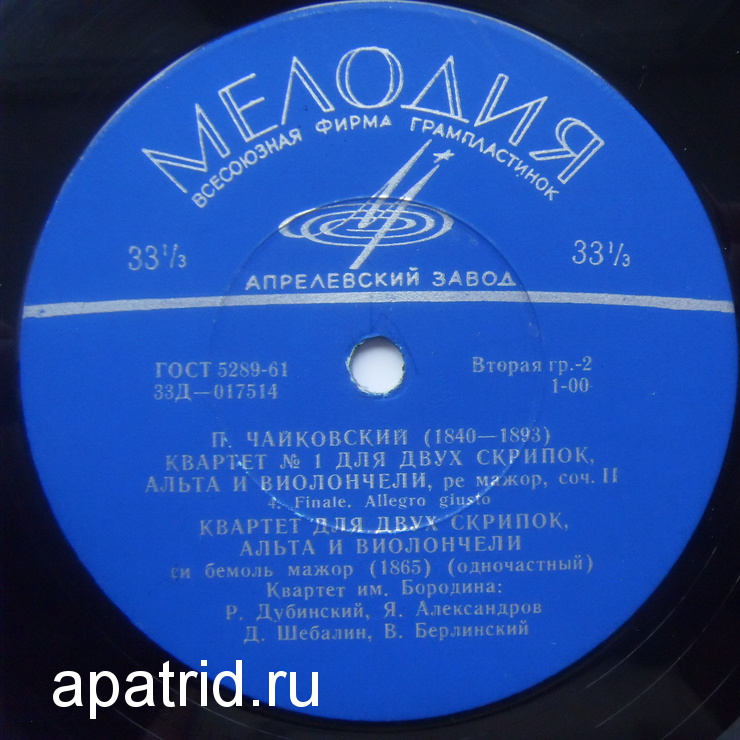 МЕЛОДИЯ
ВСЕСОЮЗНАЯ ФИРМА ГРАМПЛАСТИНОК
33⅓ 33⅓
АПРЕЛЕВСКИЙ ЗАВОД
ГОСТ 5289-61 Вторая гр.-2
33Д—017514 1-00
П. ЧАЙКОВСКИЙ (1840—1893)
КВАРТЕТ № 1 ДЛЯ ДВУХ СКРИПОК,
АЛЬТА И ВИОЛОНЧЕЛИ, ре мажор, соч. II
4. Finale. Allegro giusto
КВАРТЕТ ДЛЯ ДВУХ СКРИПОК,
АЛЬТА И ВИОЛОНЧЕЛИ
си бемоль мажор (1865) (одночастный)
Квартет им. Бородина:
Р. Дубинский, Я. Александров
Д. Шебалин, В. Берлинский
apatrid.ru